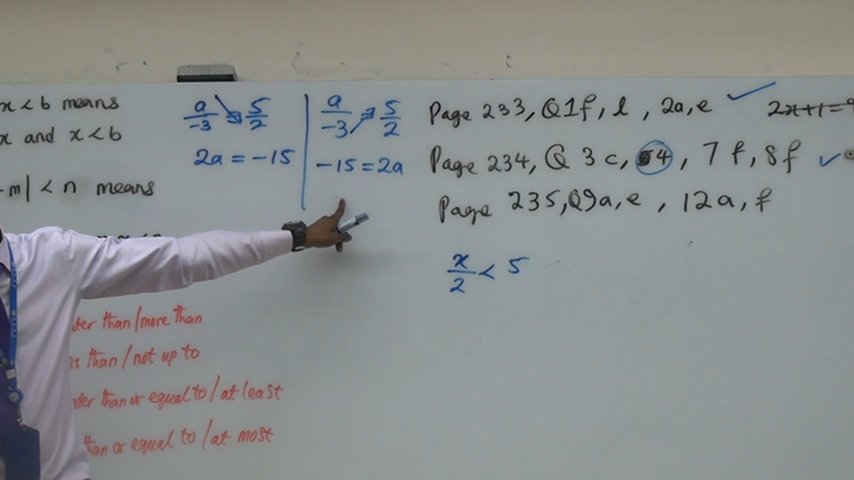 x < b means
x and x < b
-m| < n means
a/-3 = 5/2
2a = -15
a/-3 = 5/2
-15 = 2a
Page 233, Q1f, l , 2a, e
2x+1=9
Page 234, Q 3c, 4 , 7f, 8f
Page 235, Q9a, e , 12a, f
x/2 < 5
than / more than
than / not up to
than or equal to / at least
than or equal to / at most